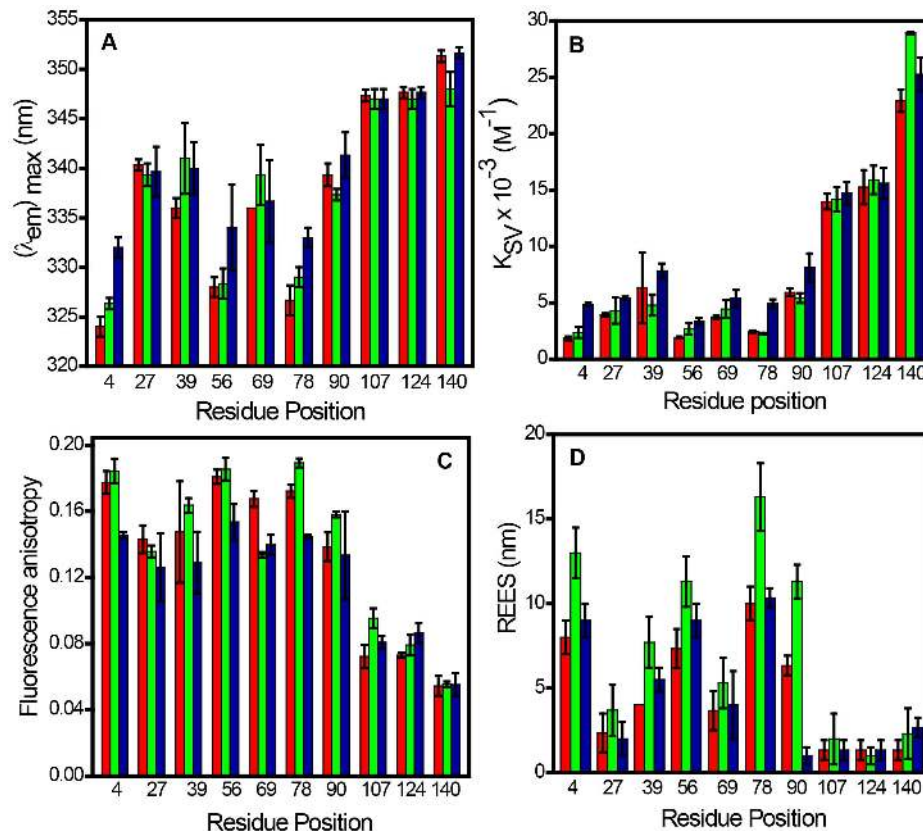 A
(λem) max (nm)
355
350
345
340
335
330
325
320
4 27 39 56 69 78 90 107 124 140
Residue Position
B
KSV x 10-3 (M-1)
30
25
20
15
10
5
0
4 27 39 56 69 78 90 107 124 140
Residue position
C
Fluorescence anisotropy
0.20
0.16
0.12
0.08
0.04
0.00
4 27 39 56 69 78 90 107 124 140
Residue Position
D
REES (nm)
20
15
10
5
0
4 27 39 56 69 78 90 107 124 140
Residue Position